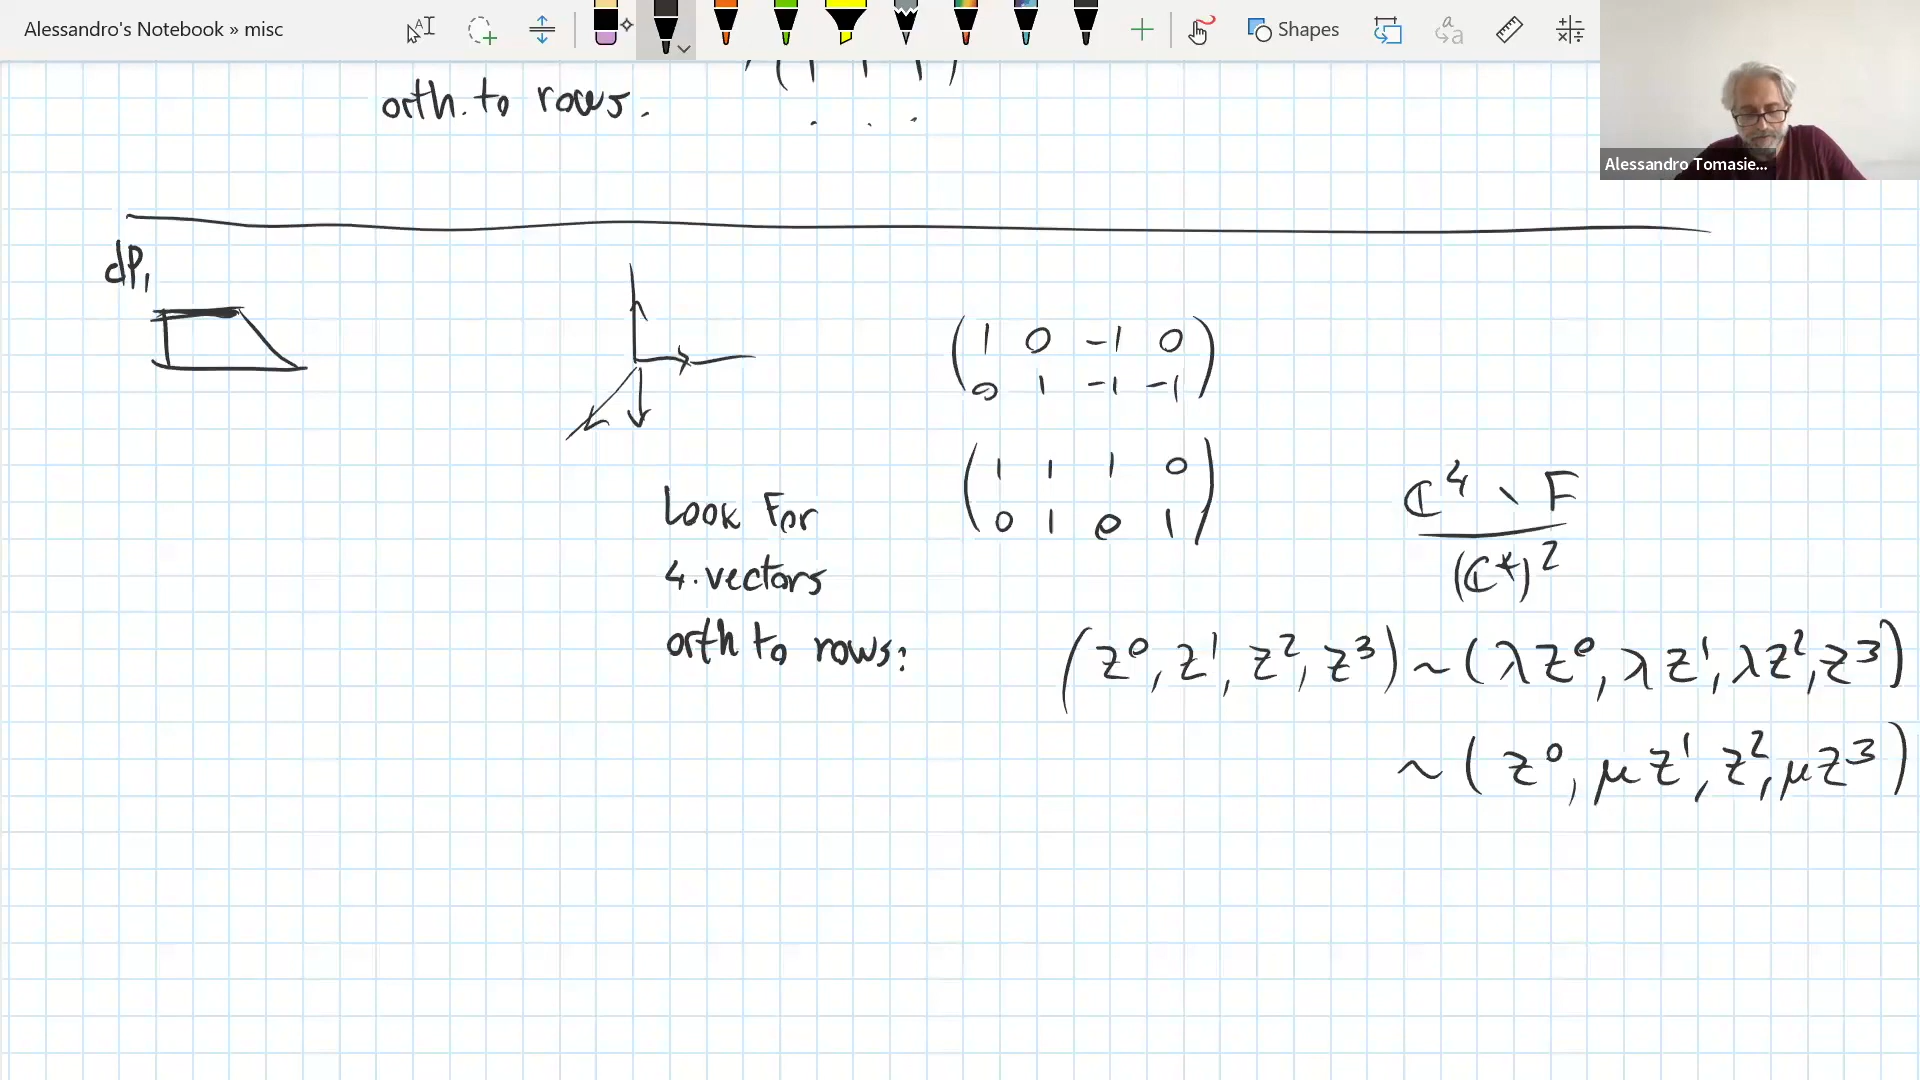 Alessandro's Notebook » misc
Shapes
Alessandro Tomasie...
orth. to rows.
dP₁
( 1 0 -1 0 )
( 0 1 -1 -1 )
( 1 1 1 0 )
( 0 1 0 1 )
Look For
4.vectors
orth to rows:
ℂ⁴ \ F
(ℂ*)²
(z⁰, z¹, z², z³) ~ (λz⁰, λz¹, λz², z³)
~ (z⁰, μz¹, z², μz³)